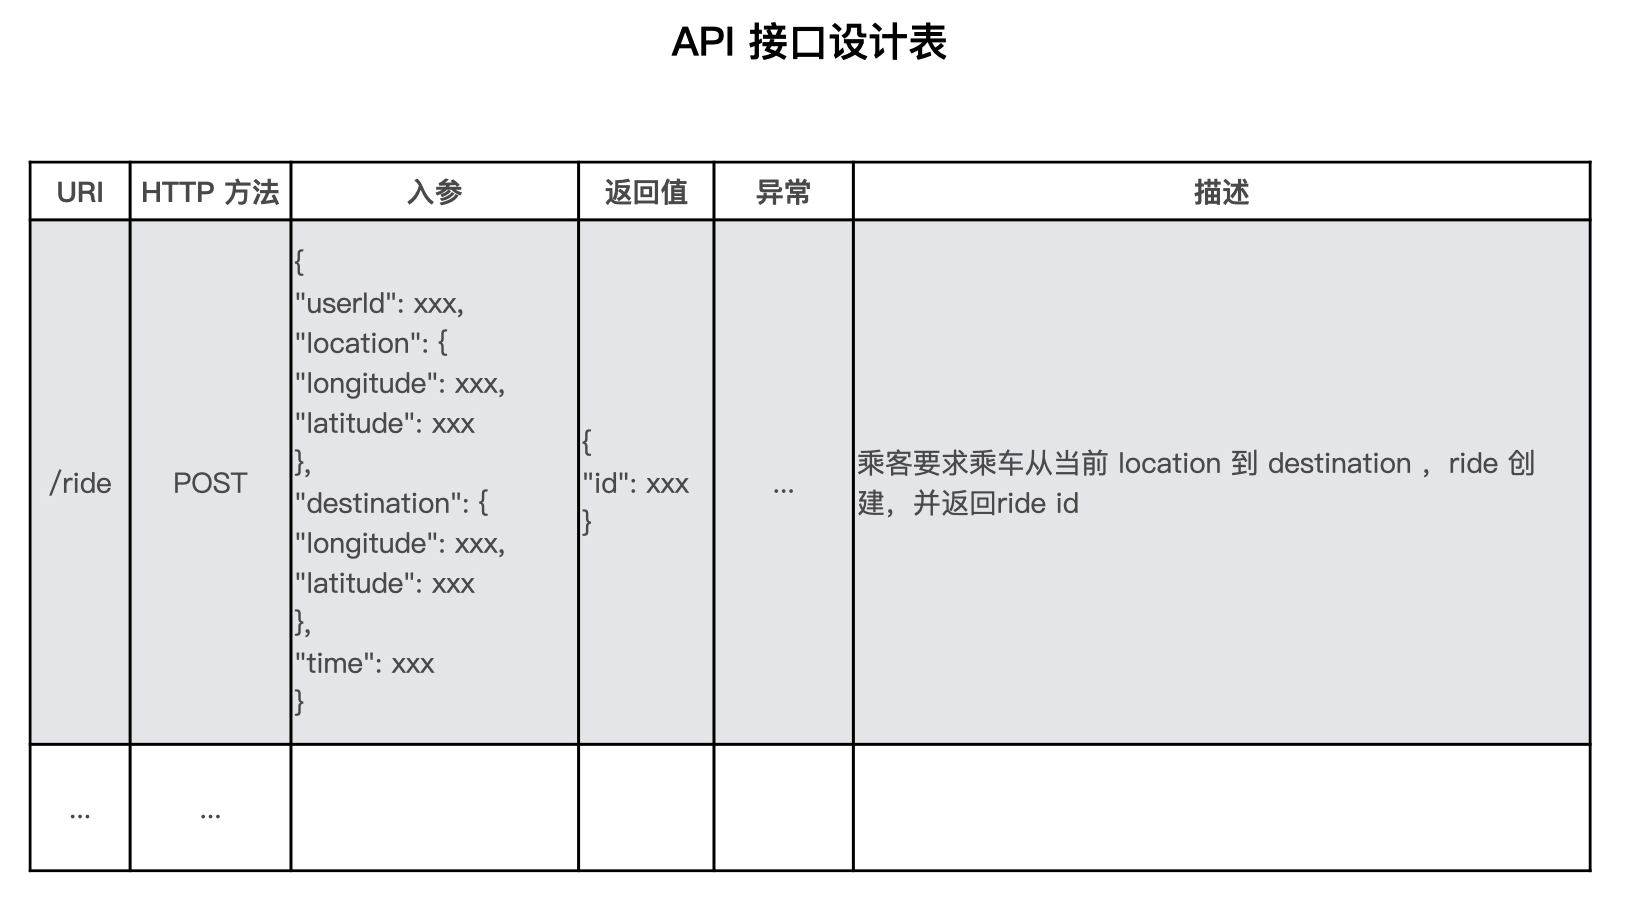 API 接口设计表
URI
HTTP 方法
入参
返回值
异常
描述
/ride
POST
{
"userId": xxx,
"location": {
"longitude": xxx,
"latitude": xxx
},
"destination": {
"longitude": xxx,
"latitude": xxx
},
"time": xxx
}
{
"id": xxx
}
...
乘客要求乘车从当前 location 到 destination ，ride 创
建，并返回ride id
...
...